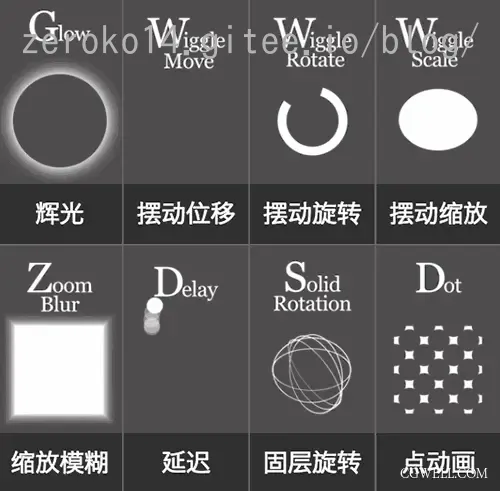 zeroko14.gitee.io/blog/
Glow
Wiggle
Move
Wiggle
Rotate
Wiggle
Scale
辉光
摆动位移
摆动旋转
摆动缩放
Zoom
Blur
Delay
Solid
Rotation
Dot
缩放模糊
延迟
固层旋转
点动画
CGWELL.COM